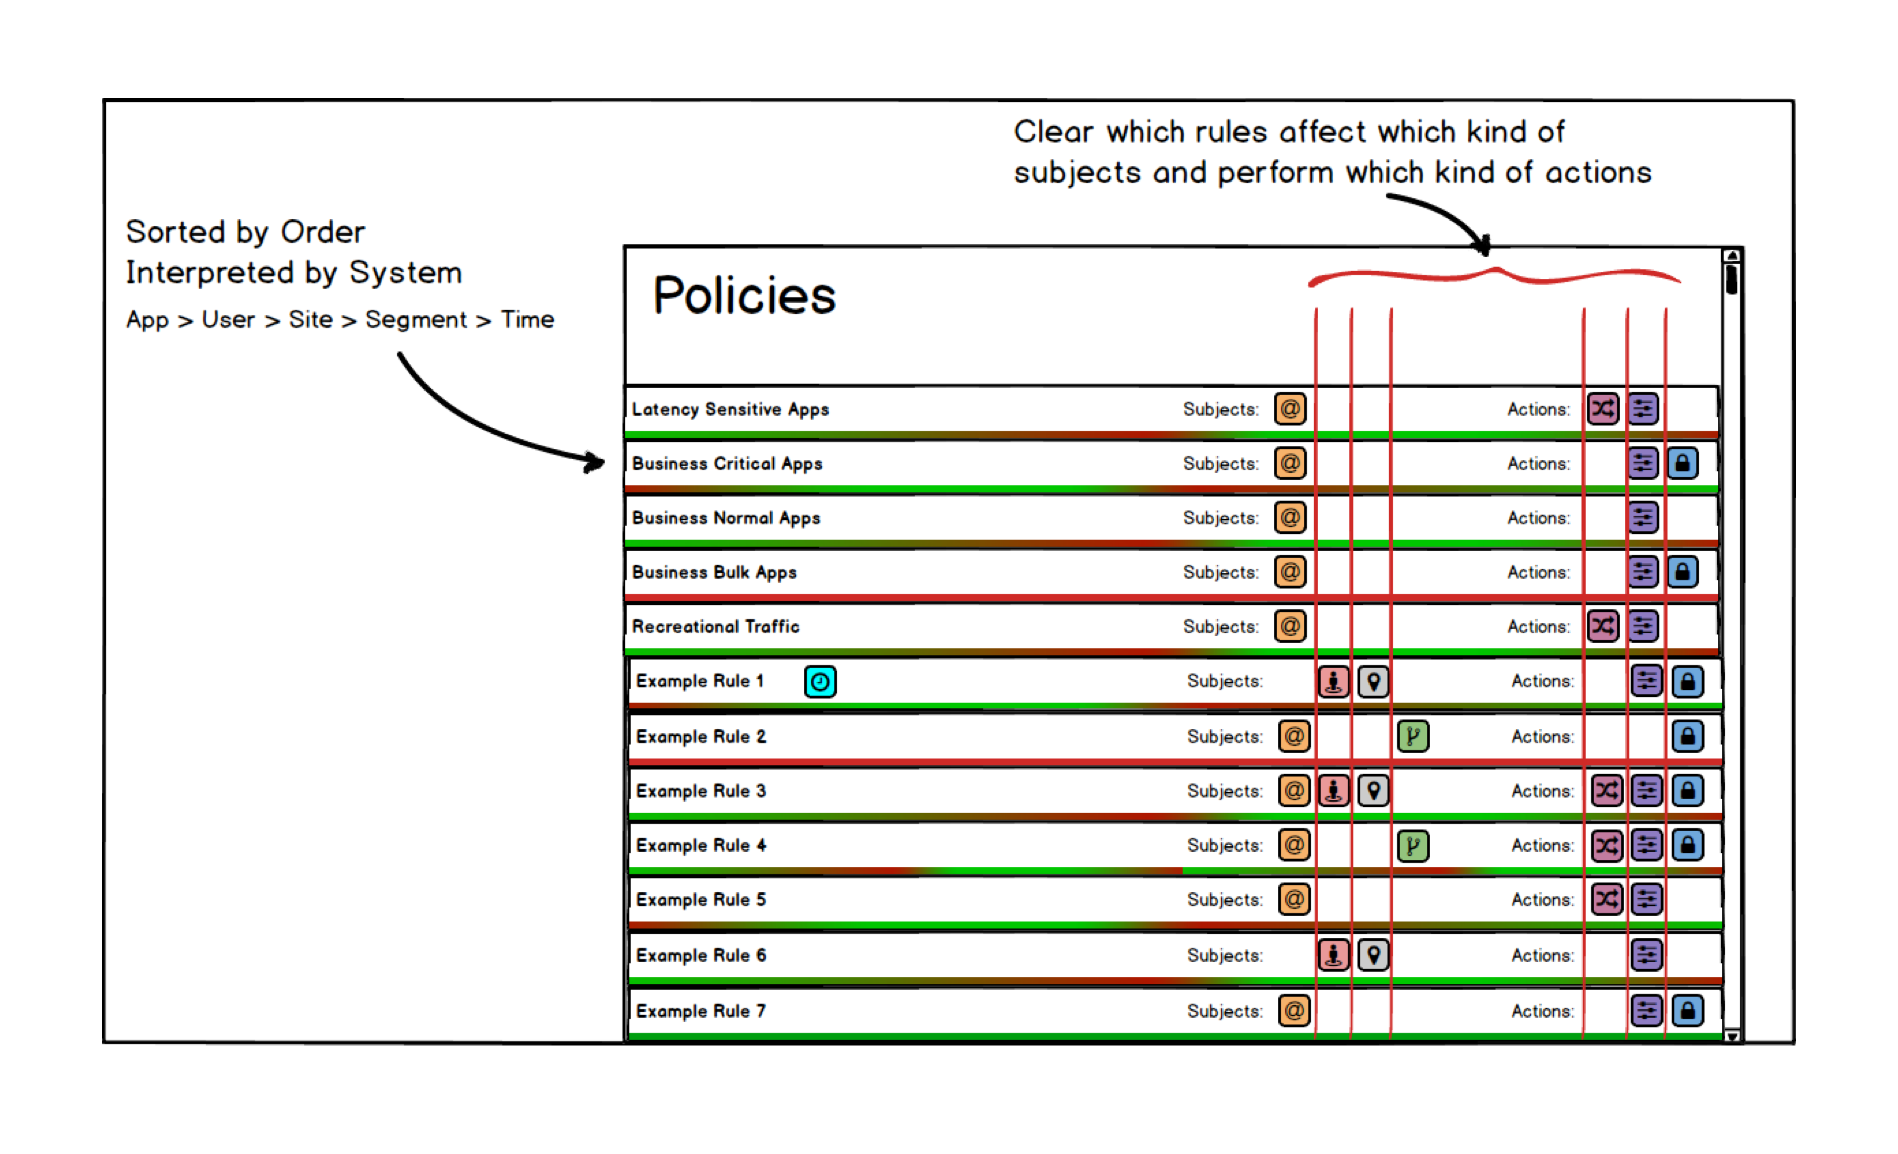 Clear which rules affect which kind of
subjects and perform which kind of actions
Sorted by Order
Interpreted by System
App > User > Site > Segment > Time
Policies
Latency Sensitive Apps Subjects: @ Actions:
Business Critical Apps Subjects: @ Actions:
Business Normal Apps Subjects: @ Actions:
Business Bulk Apps Subjects: @ Actions:
Recreational Traffic Subjects: @ Actions:
Example Rule 1 Subjects: Actions:
Example Rule 2 Subjects: @ Actions:
Example Rule 3 Subjects: @ Actions:
Example Rule 4 Subjects: @ Actions:
Example Rule 5 Subjects: @ Actions:
Example Rule 6 Subjects: Actions:
Example Rule 7 Subjects: @ Actions: